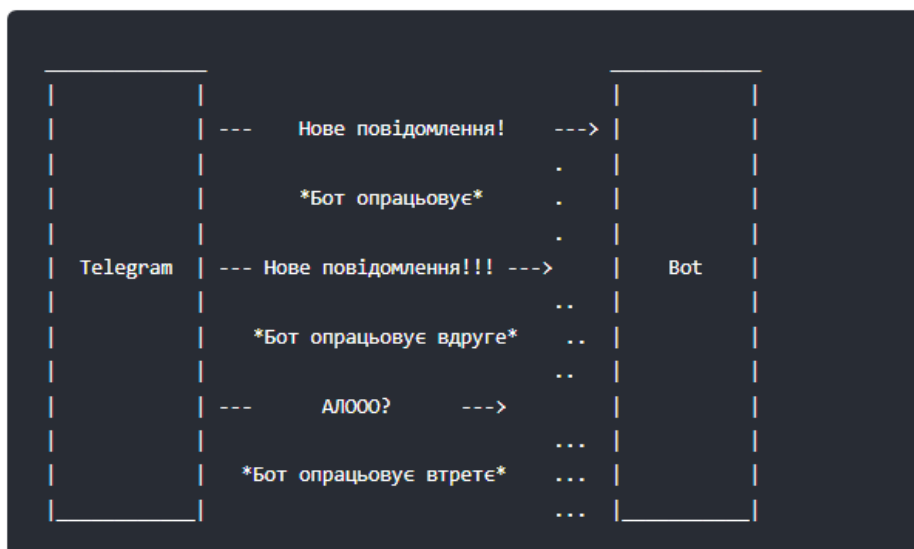 --- Нове повідомлення! --->
.
*Бот опрацьовує* .
.
Telegram --- Нове повідомлення!!! ---> Bot
..
*Бот опрацьовує вдруге* ..
..
--- АЛООО? --->
...
*Бот опрацьовує втретє* ...
...